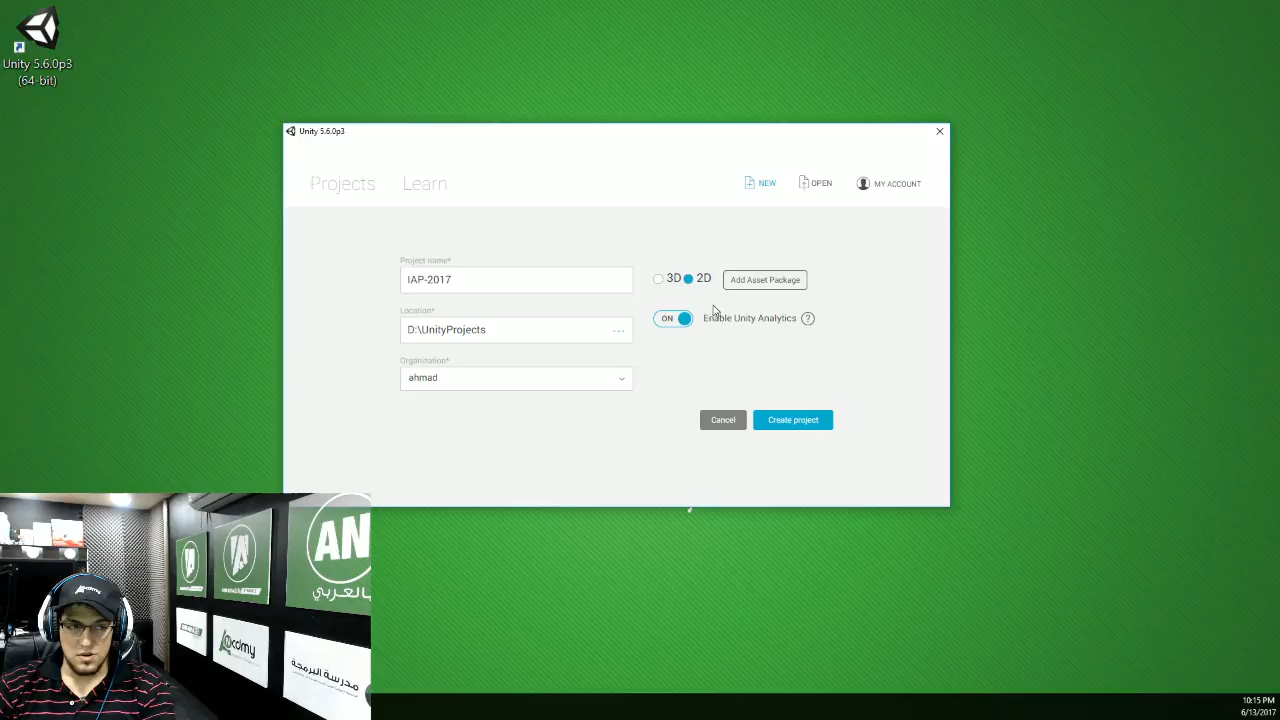 Unity 5.6.0p3
(64-bit)
Unity 5.6.0p3
Projects
Learn
NEW
OPEN
MY ACCOUNT
Project name*
IAP-2017
3D
2D
Add Asset Package
Location*
D:\UnityProjects
...
ON
Enable Unity Analytics
?
Organization*
ahmad
Cancel
Create project
AN
بالعربي
مدرسة البرمجة
10:15 PM
6/13/2017